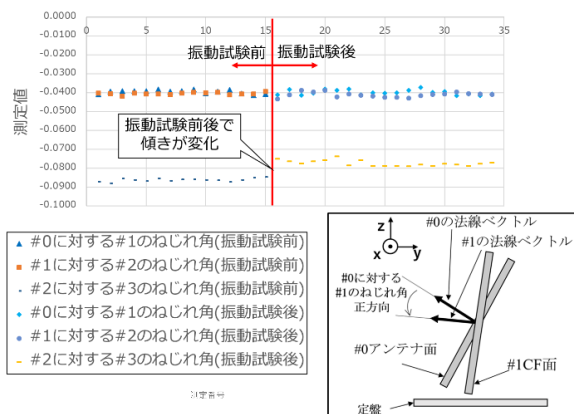 0.0000
-0.0100
-0.0200
-0.0300
-0.0400
-0.0500
-0.0600
-0.0700
-0.0800
-0.0900
-0.1000
測定値
0 5 10 15 20 25 30 35
振動試験前 振動試験後
振動試験前後で
傾きが変化
#0に対する#1のねじれ角(振動試験前)
#1に対する#2のねじれ角(振動試験前)
#2に対する#3のねじれ角(振動試験前)
#0に対する#1のねじれ角(振動試験後)
#1に対する#2のねじれ角(振動試験後)
#2に対する#3のねじれ角(振動試験後)
測定番号
z
x
y
#0の法線ベクトル
#1の法線ベクトル
#0に対する
#1のねじれ角
正方向
#0アンテナ面
#1CF面
定盤